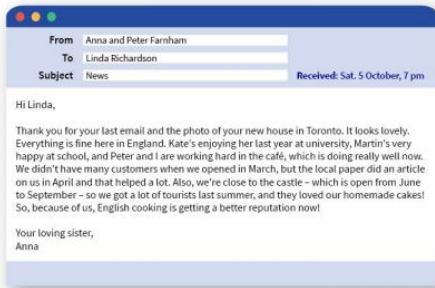 From Anna and Peter Farnham
To Linda Richardson
Subject News Received: Sat. 5 October, 7 pm
Hi Linda,
Thank you for your last email and the photo of your new house in Toronto. It looks lovely.
Everything is fine here in England. Kate's enjoying her last year at university, Martin's very
happy at school, and Peter and I are working hard in the café, which is doing really well now.
We didn't have many customers when we opened in March, but the local paper did an article
on us in April and that helped a lot. Also, we're close to the castle – which is open from June
to September – so we got a lot of tourists last summer, and they loved our homemade cakes!
So, because of us, English cooking is getting a better reputation now!
Your loving sister,
Anna